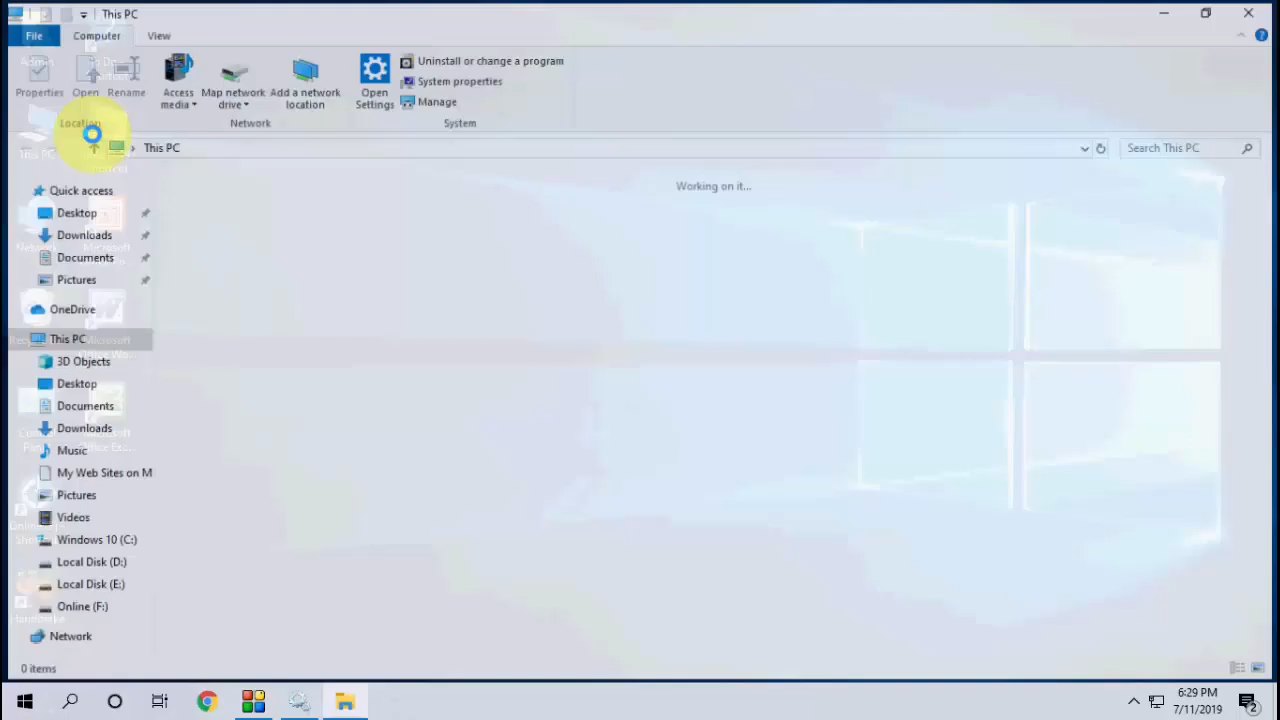 This PC
File
Computer
View
Properties
Open
Rename
Access media
Map network drive
Add a network location
Open Settings
Uninstall or change a program
System properties
Manage
Location
Network
System
This PC
Search This PC
Working on it...
Quick access
Desktop
Downloads
Documents
Pictures
OneDrive
This PC
3D Objects
Desktop
Documents
Downloads
Music
My Web Sites on M
Pictures
Videos
Windows 10 (C:)
Local Disk (D:)
Local Disk (E:)
Online (F:)
Network
0 items
6:29 PM
7/11/2019
2